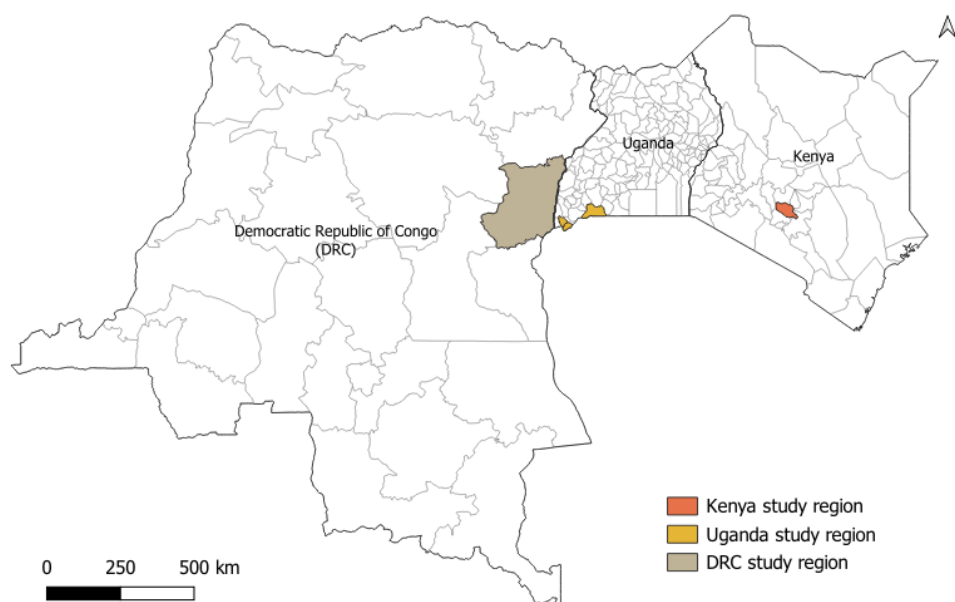 Uganda
Kenya
Democratic Republic of Congo
(DRC)
Kenya study region
Uganda study region
DRC study region
0 250 500 km